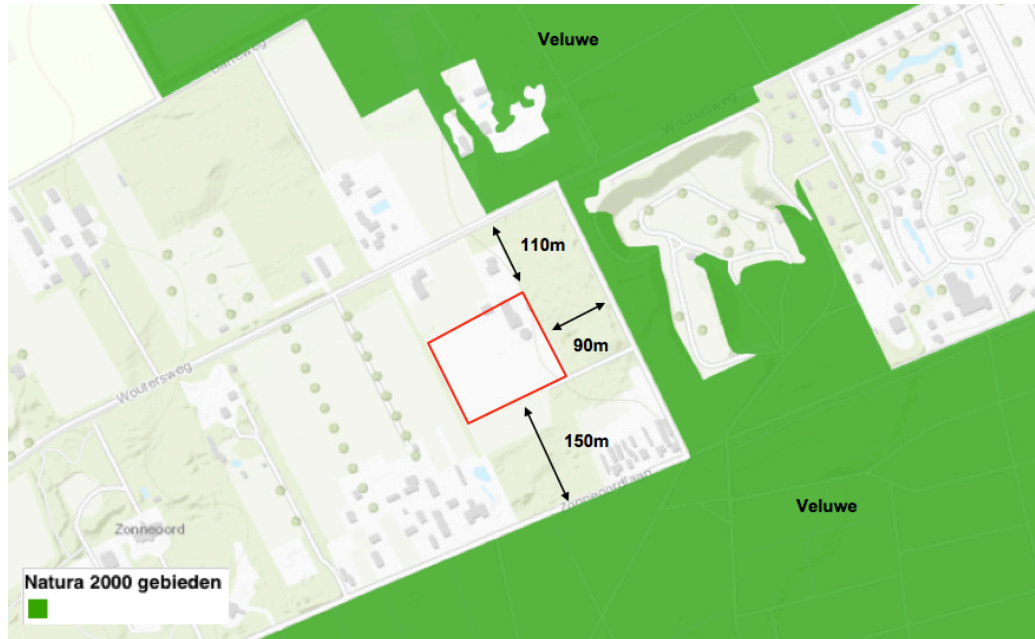 Veluwe
Woutersweg
110m
90m
Woutersweg
150m
Zonneoordlaan
Veluwe
Zonneoord
Natura 2000 gebieden